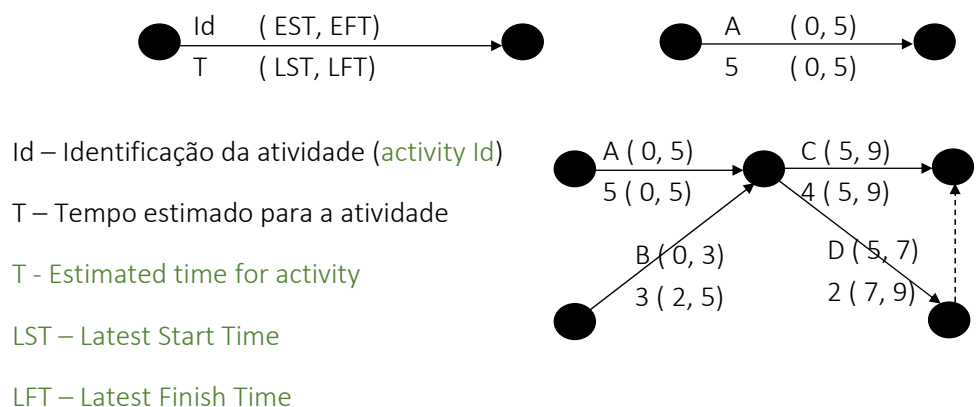 Id ( EST, EFT)
T ( LST, LFT)
A ( 0, 5)
5 ( 0, 5)
Id – Identificação da atividade (activity Id)
T – Tempo estimado para a atividade
T - Estimated time for activity
LST – Latest Start Time
LFT – Latest Finish Time
A ( 0, 5)
5 ( 0, 5)
C ( 5, 9)
4 ( 5, 9)
B ( 0, 3)
3 ( 2, 5)
D ( 5, 7)
2 ( 7, 9)